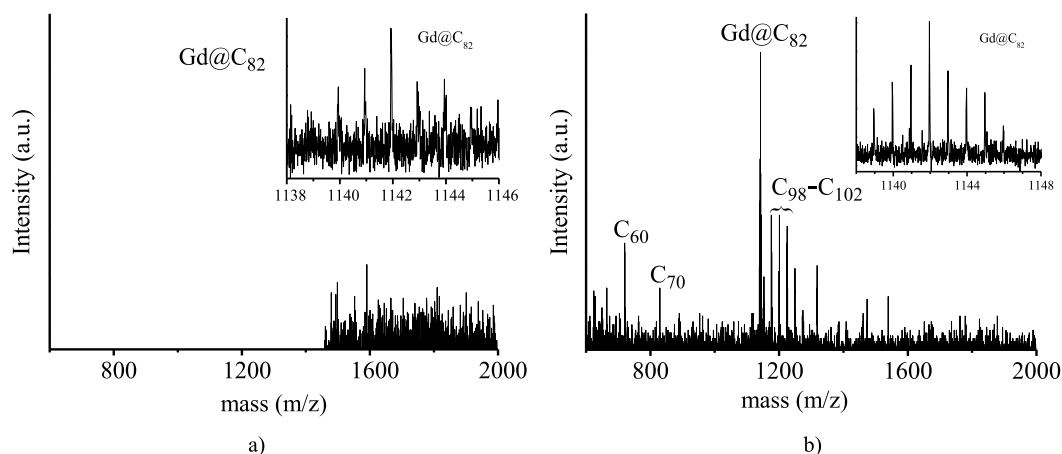 Intensity (a.u.)
Gd@C₈₂
Gd@C₈₂
1138 1140 1142 1144 1146
800 1200 1600 2000
mass (m/z)
a)
Intensity (a.u.)
Gd@C₈₂
Gd@C₈₂
1140 1144 1148
C₉₈–C₁₀₂
C₆₀
C₇₀
800 1200 1600 2000
mass (m/z)
b)